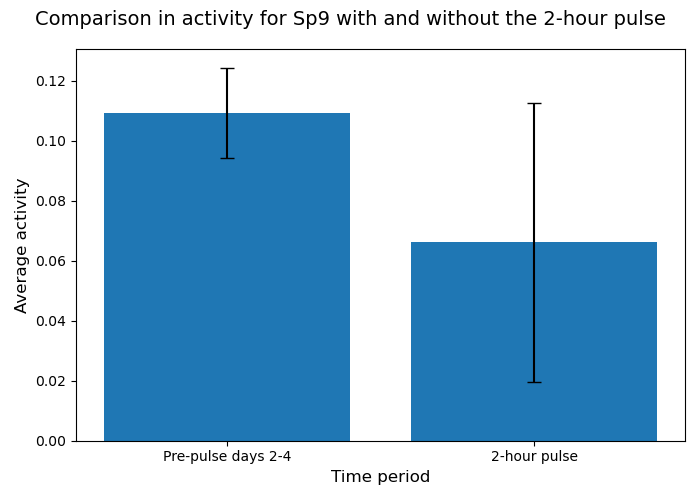 Comparison in activity for Sp9 with and without the 2-hour pulse
Average activity
0.12
0.10
0.08
0.06
0.04
0.02
0.00
Pre-pulse days 2-4
2-hour pulse
Time period